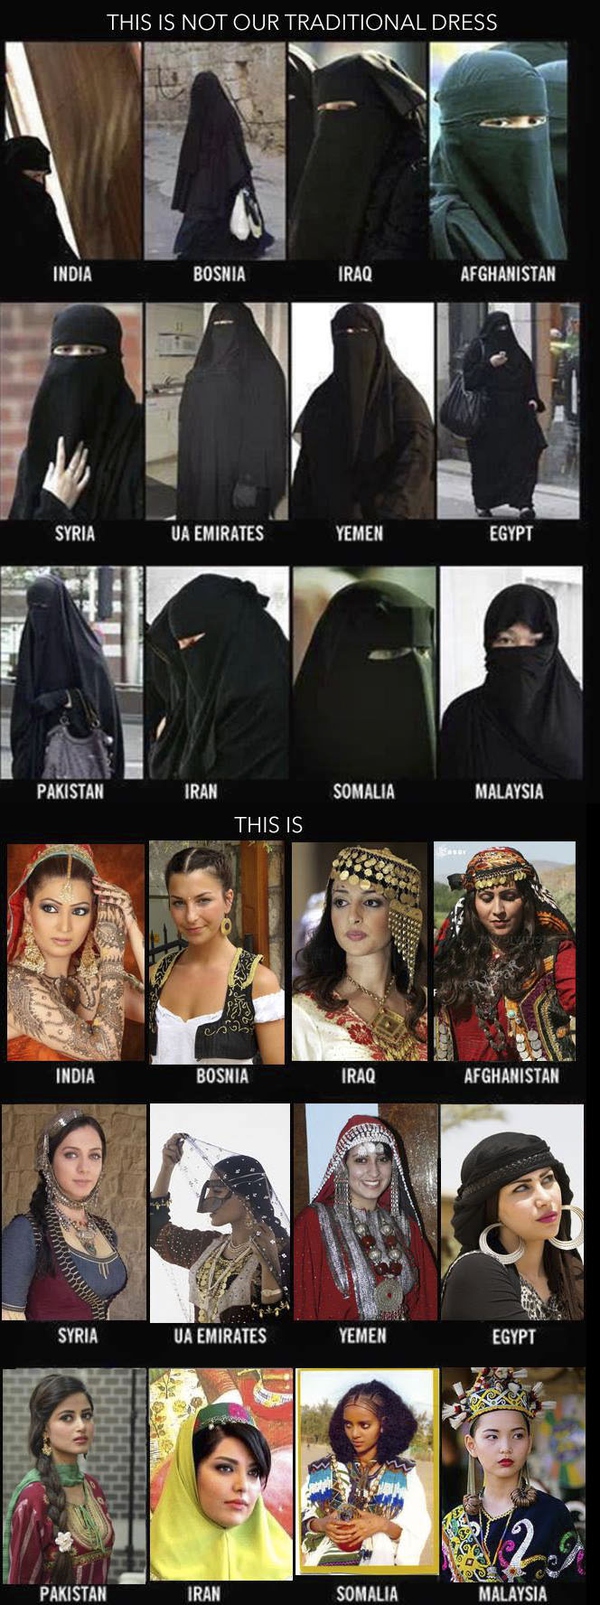 THIS IS NOT OUR TRADITIONAL DRESS
INDIA BOSNIA IRAQ AFGHANISTAN
SYRIA UA EMIRATES YEMEN EGYPT
PAKISTAN IRAN SOMALIA MALAYSIA
THIS IS
INDIA BOSNIA IRAQ AFGHANISTAN
SYRIA UA EMIRATES YEMEN EGYPT
PAKISTAN IRAN SOMALIA MALAYSIA